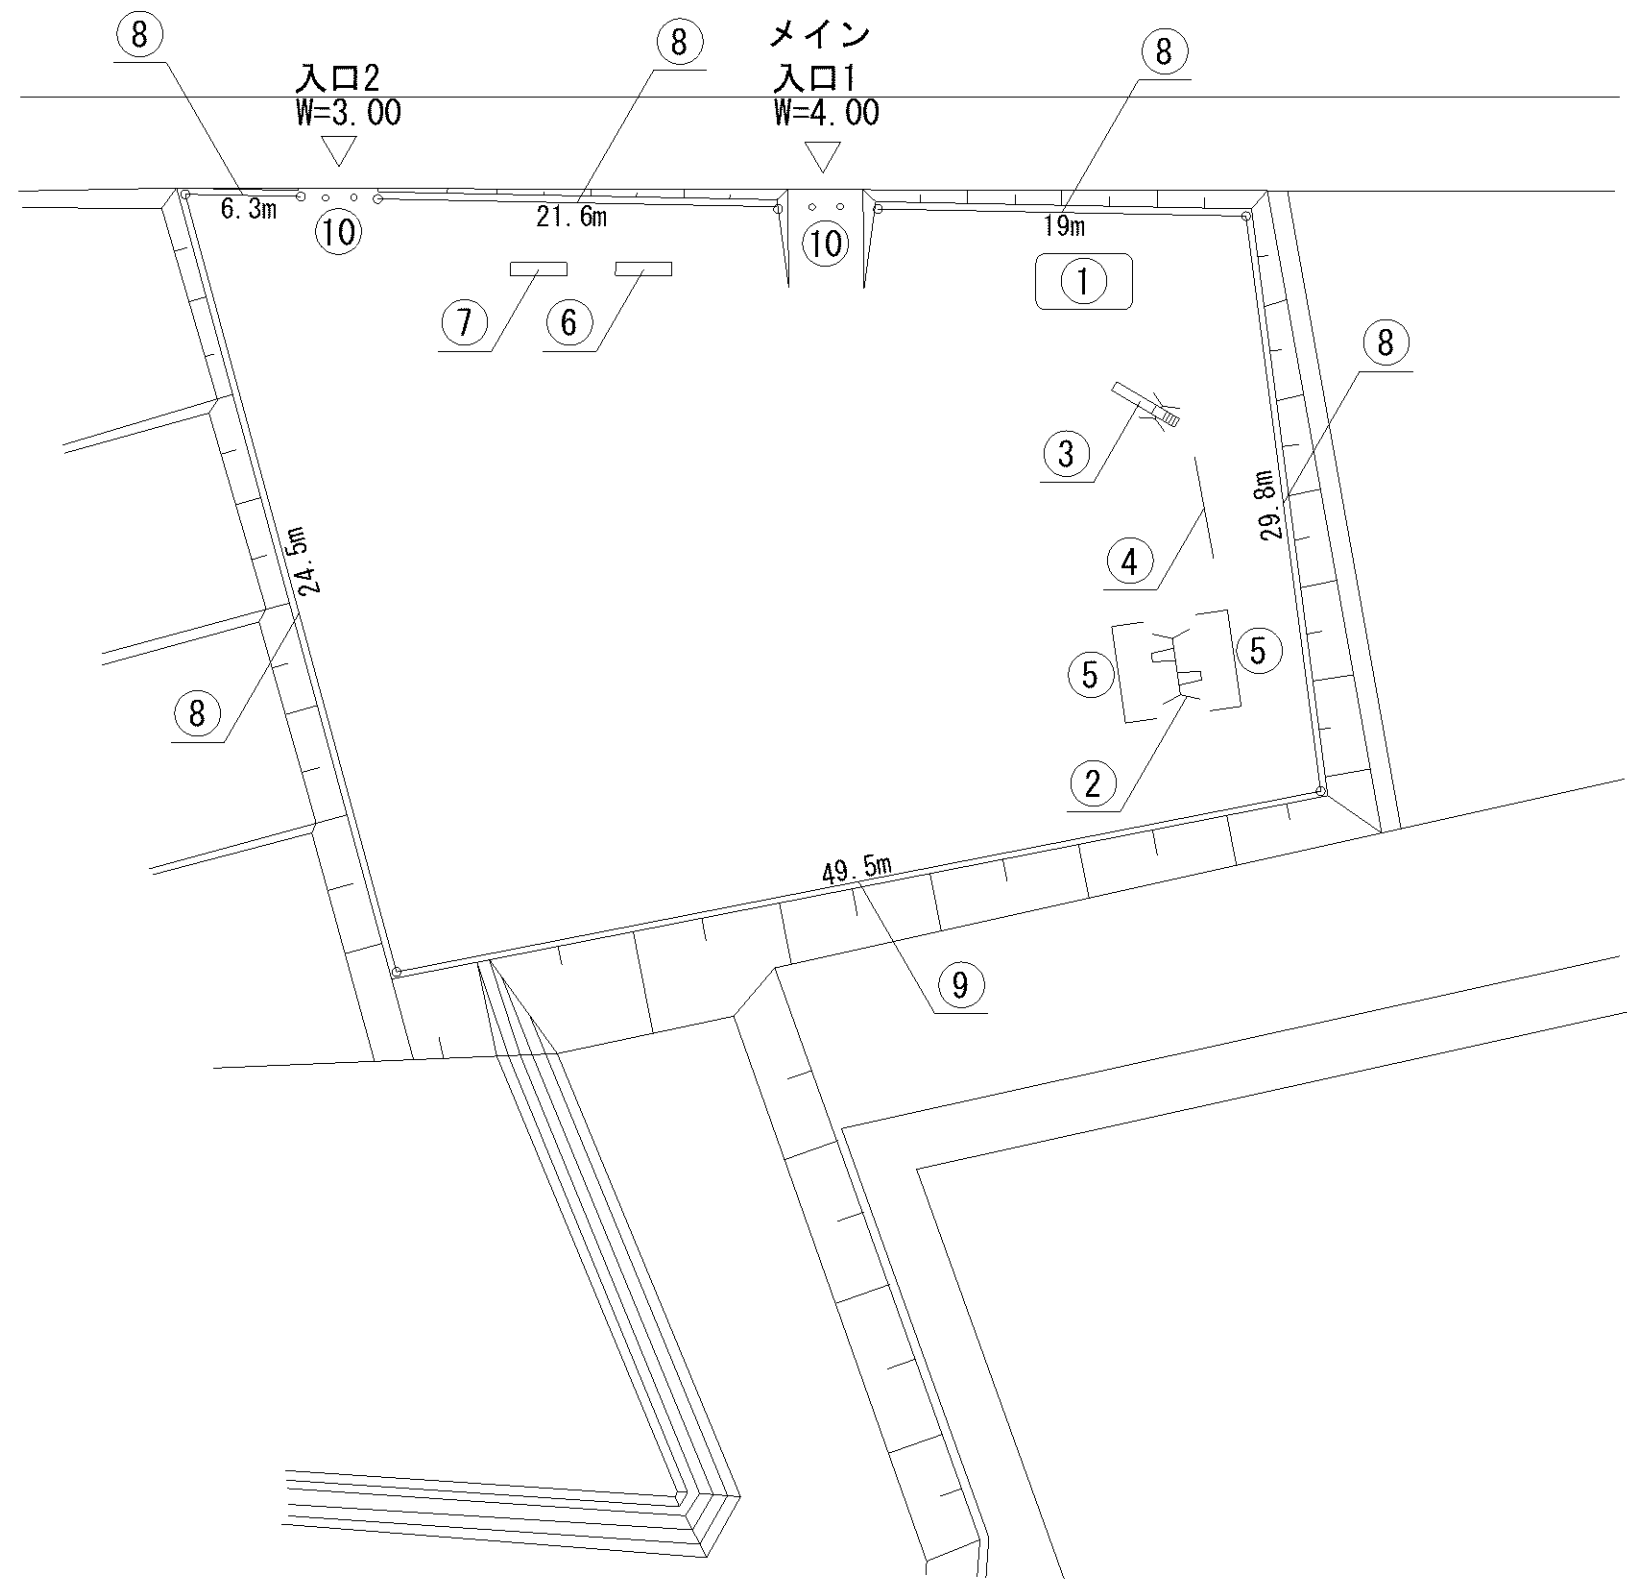 ⑧
⑧
メイン
⑧
入口2
入口1
W=3.00
W=4.00
6.3m
21.6m
19m
⑩
⑩
①
⑦
⑥
⑧
③
29.8m
④
24.5m
⑤
⑤
⑧
②
49.5m
⑨